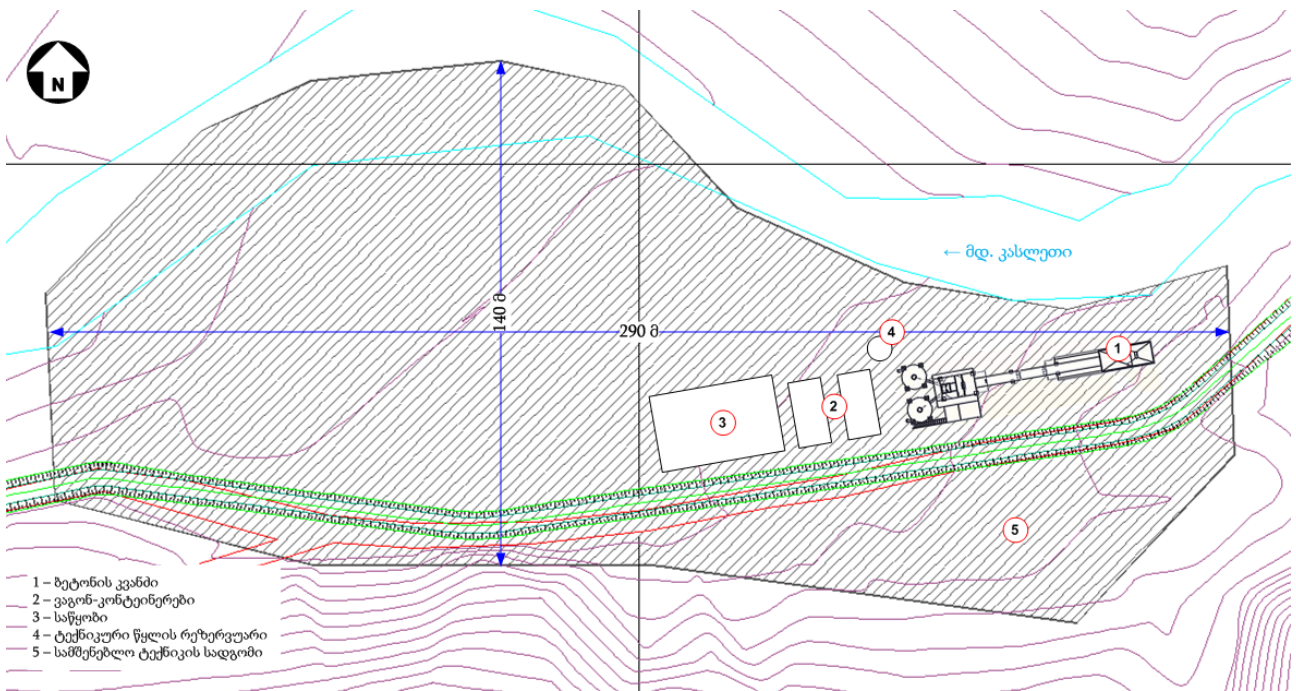 N
← მდ. კასლეთი
140 მ
290 მ
4
1
2
3
5
1 – ბეტონის კვანძი
2 – ვაგონ-კონტეინერები
3 – საწყობი
4 – ტექნიკური წყლის რეზერვუარი
5 – სამშენებლო ტექნიკის სადგომი